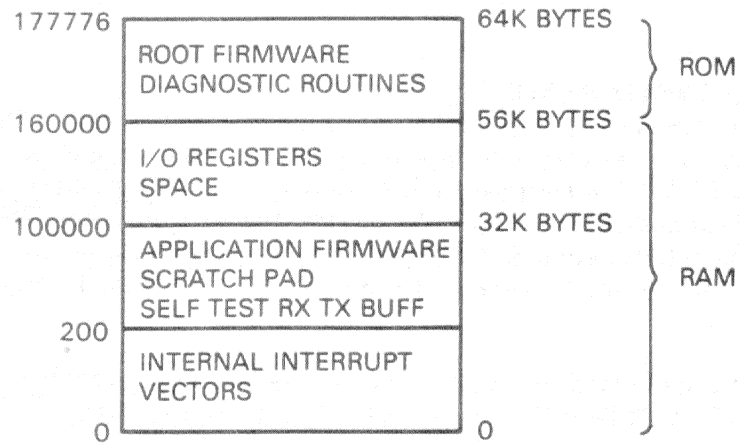 177776 64K BYTES
ROOT FIRMWARE
DIAGNOSTIC ROUTINES
ROM
160000 56K BYTES
I/O REGISTERS
SPACE
100000 32K BYTES
APPLICATION FIRMWARE
SCRATCH PAD
SELF TEST RX TX BUFF
RAM
200
INTERNAL INTERRUPT
VECTORS
0 0